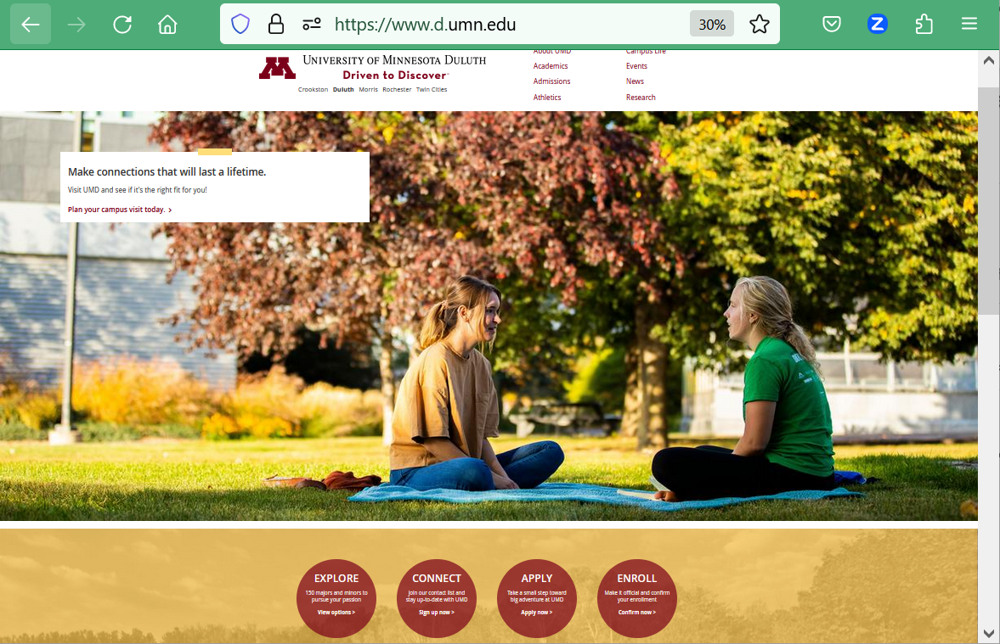 https://www.d.umn.edu
30%
Z
M
UNIVERSITY OF MINNESOTA DULUTH
Driven to Discover
Crookston Duluth Morris Rochester Twin Cities
About UMD
Academics
Admissions
Athletics
Campus Life
Events
News
Research
Make connections that will last a lifetime.
Visit UMD and see if it's the right fit for you!
Plan your campus visit today. >
EXPLORE
150 majors and minors to
pursue your passion
View options >
CONNECT
Join our contact list and
stay up-to-date with UMD
Sign up now >
APPLY
Take a small step toward
big adventure at UMD
Apply now >
ENROLL
Make it official and confirm
your enrollment
Confirm now >